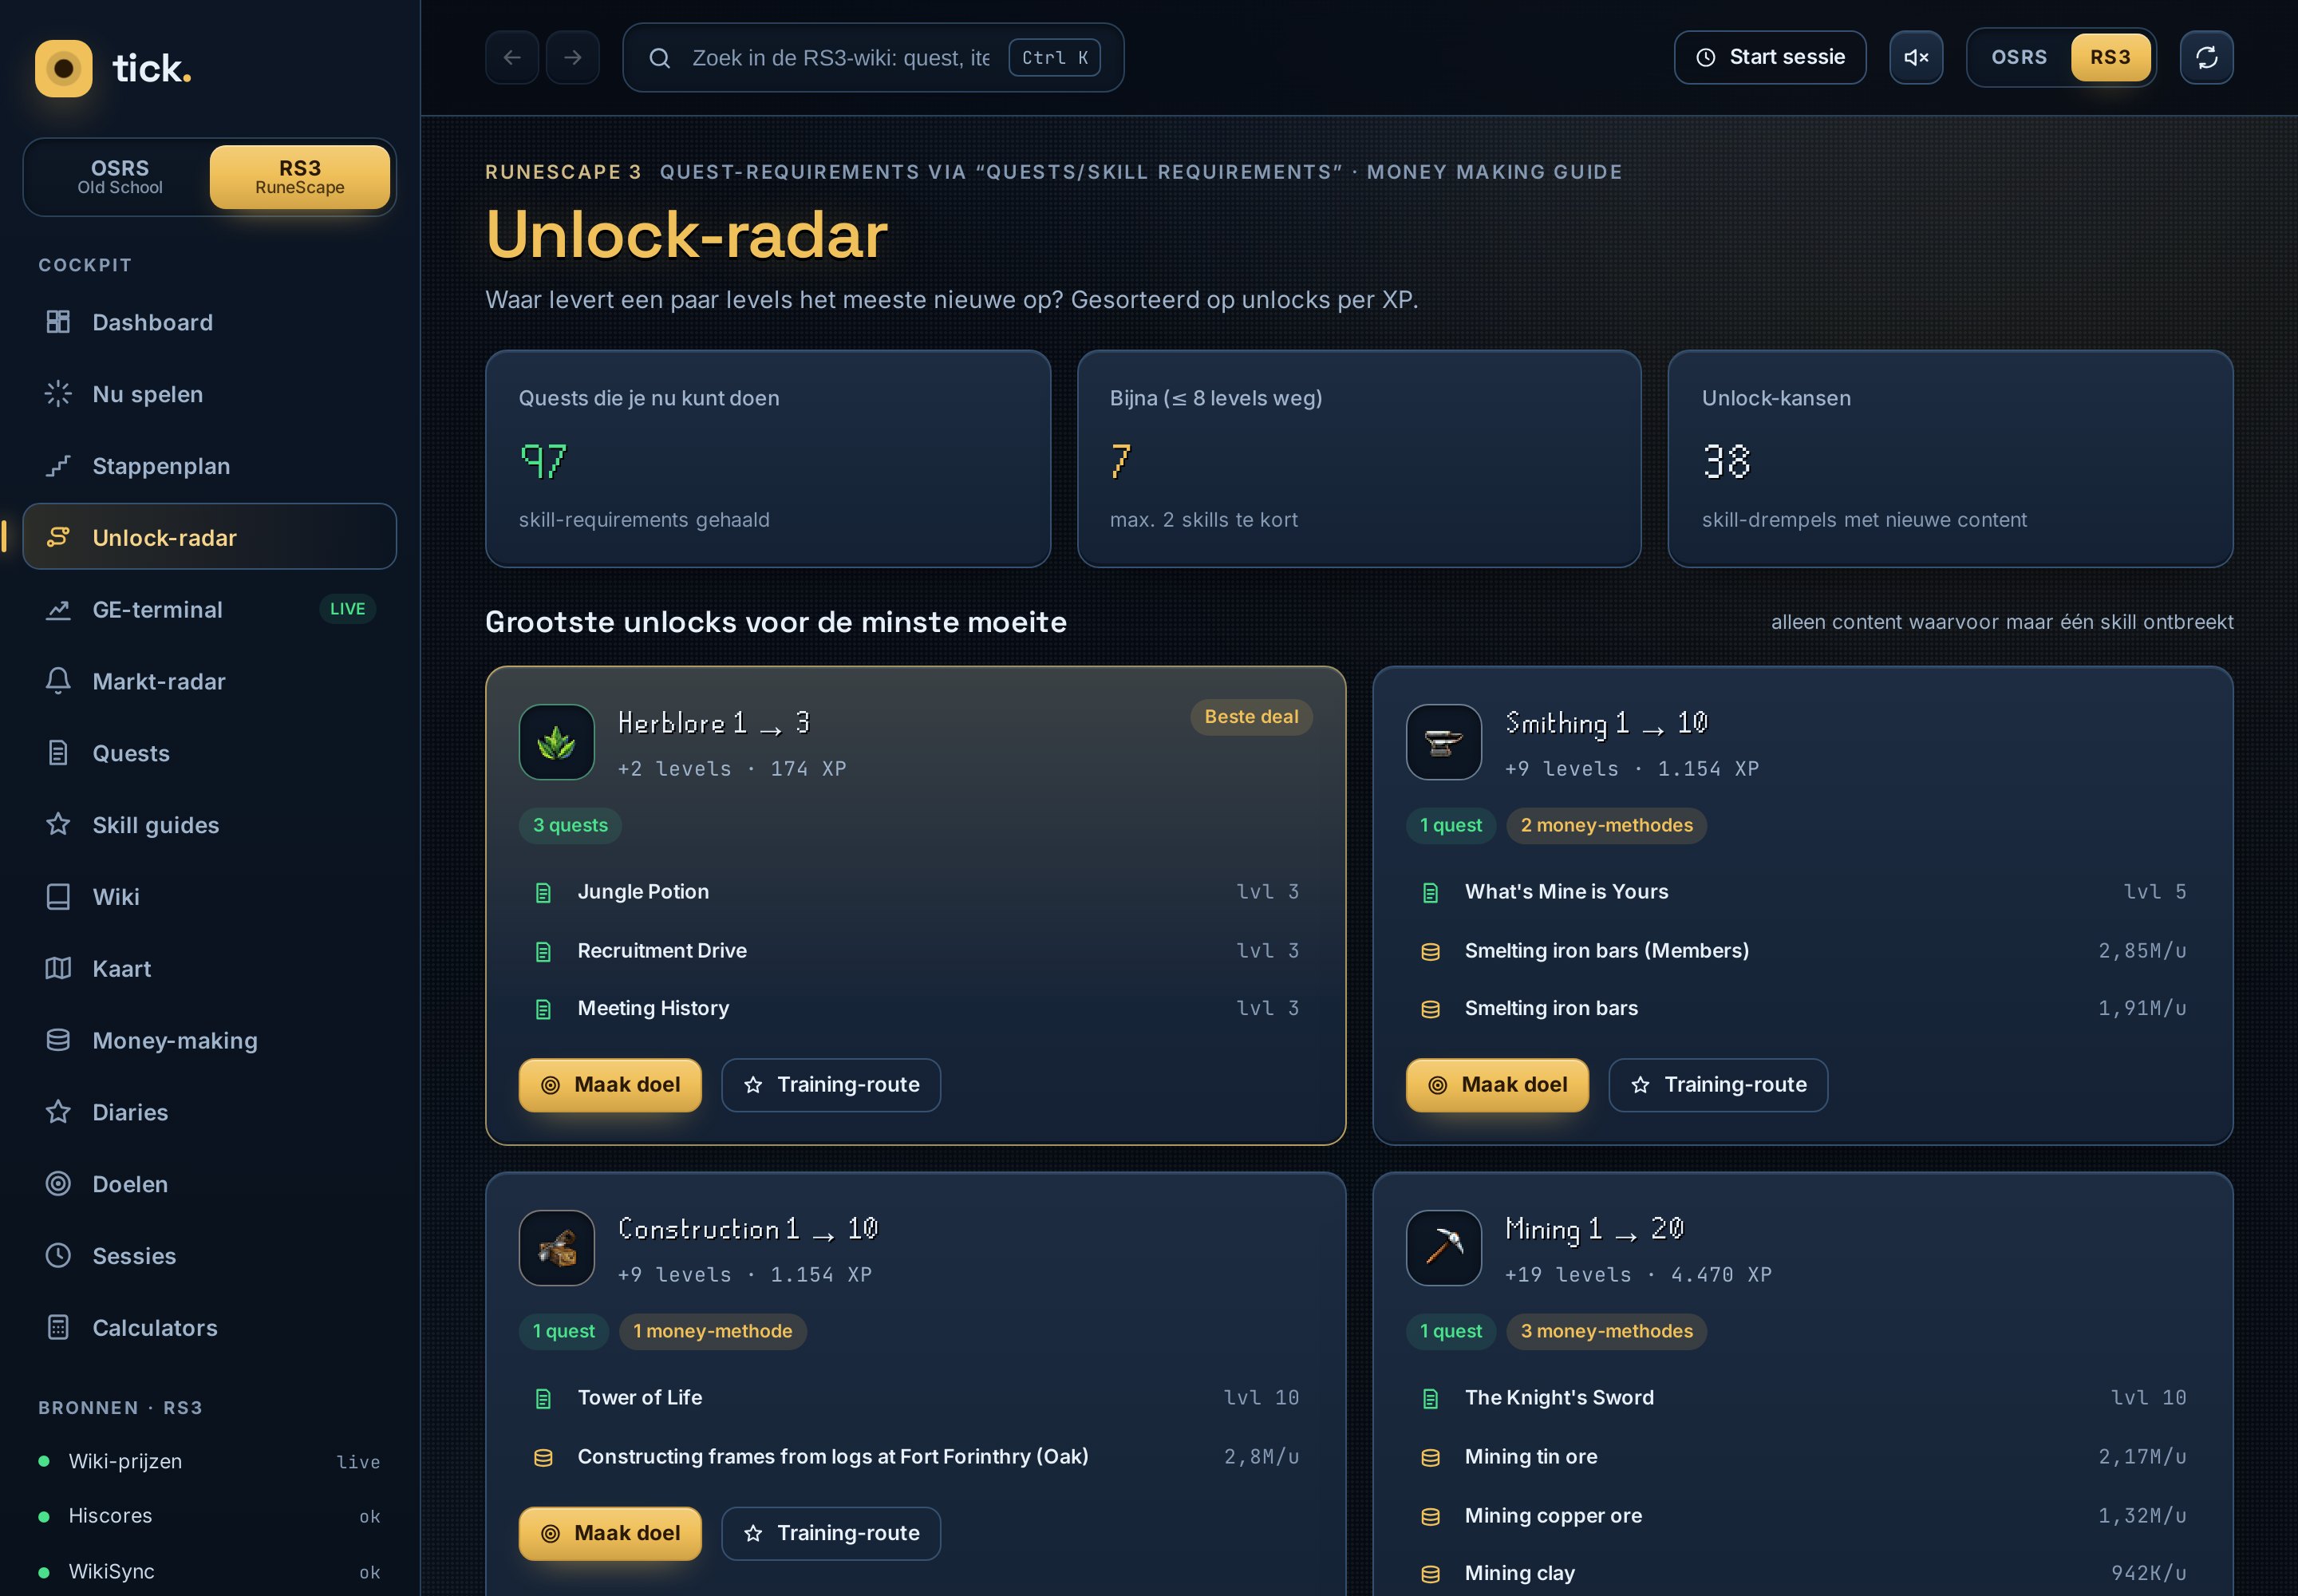 tick.
Zoek in de RS3-wiki: quest, ite
Ctrl K
Start sessie
OSRS
RS3
OSRS
Old School
RS3
RuneScape
COCKPIT
Dashboard
Nu spelen
Stappenplan
Unlock-radar
GE-terminal LIVE
Markt-radar
Quests
Skill guides
Wiki
Kaart
Money-making
Diaries
Doelen
Sessies
Calculators
BRONNEN · RS3
Wiki-prijzen live
Hiscores ok
WikiSync ok
RUNESCAPE 3 QUEST-REQUIREMENTS VIA “QUESTS/SKILL REQUIREMENTS” · MONEY MAKING GUIDE
Unlock-radar
Waar levert een paar levels het meeste nieuwe op? Gesorteerd op unlocks per XP.
Quests die je nu kunt doen
97
skill-requirements gehaald
Bijna (≤ 8 levels weg)
7
max. 2 skills te kort
Unlock-kansen
38
skill-drempels met nieuwe content
Grootste unlocks voor de minste moeite
alleen content waarvoor maar één skill ontbreekt
Herblore 1 → 3
Beste deal
+2 levels · 174 XP
3 quests
Jungle Potion lvl 3
Recruitment Drive lvl 3
Meeting History lvl 3
Maak doel
Training-route
Smithing 1 → 10
+9 levels · 1.154 XP
1 quest
2 money-methodes
What's Mine is Yours lvl 5
Smelting iron bars (Members) 2,85M/u
Smelting iron bars 1,91M/u
Maak doel
Training-route
Construction 1 → 10
+9 levels · 1.154 XP
1 quest
1 money-methode
Tower of Life lvl 10
Constructing frames from logs at Fort Forinthry (Oak) 2,8M/u
Maak doel
Training-route
Mining 1 → 20
+19 levels · 4.470 XP
1 quest
3 money-methodes
The Knight's Sword lvl 10
Mining tin ore 2,17M/u
Mining copper ore 1,32M/u
Mining clay 942K/u